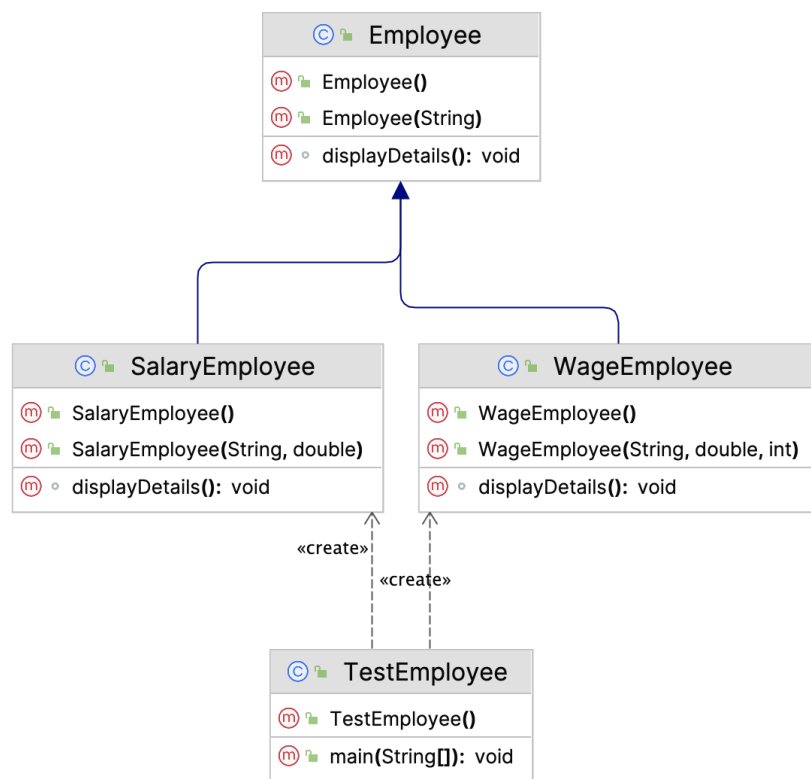 Employee
Employee()
Employee(String)
displayDetails(): void
SalaryEmployee
SalaryEmployee()
SalaryEmployee(String, double)
displayDetails(): void
WageEmployee
WageEmployee()
WageEmployee(String, double, int)
displayDetails(): void
«create»
«create»
TestEmployee
TestEmployee()
main(String[]): void